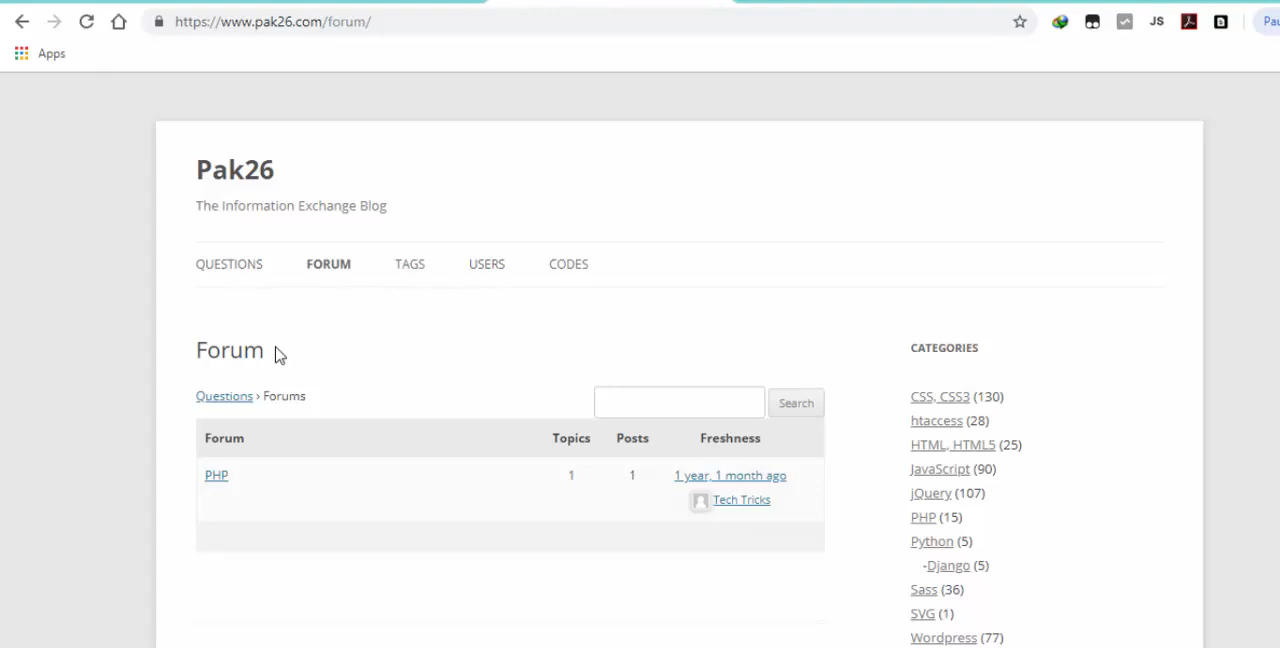 https://www.pak26.com/forum/
JS
Pau
Apps
Pak26
The Information Exchange Blog
QUESTIONS FORUM TAGS USERS CODES
Forum
Questions › Forums
Search
Forum Topics Posts Freshness
PHP 1 1 1 year, 1 month ago
Tech Tricks
CATEGORIES
CSS, CSS3 (130)
htaccess (28)
HTML, HTML5 (25)
JavaScript (90)
jQuery (107)
PHP (15)
Python (5)
-Django (5)
Sass (36)
SVG (1)
Wordpress (77)